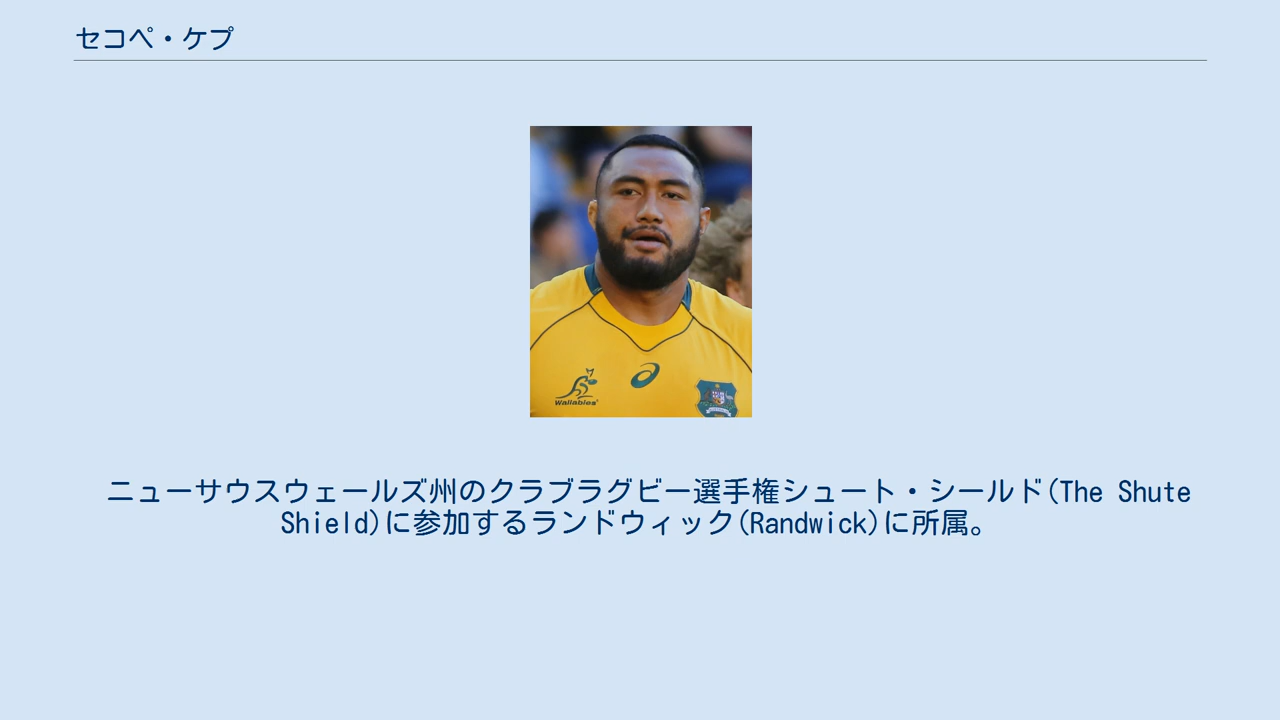 セコペ・ケプ
Wallabies
ニューサウスウェールズ州のクラブラグビー選手権シュート・シールド(The Shute
Shield)に参加するランドウィック(Randwick)に所属。